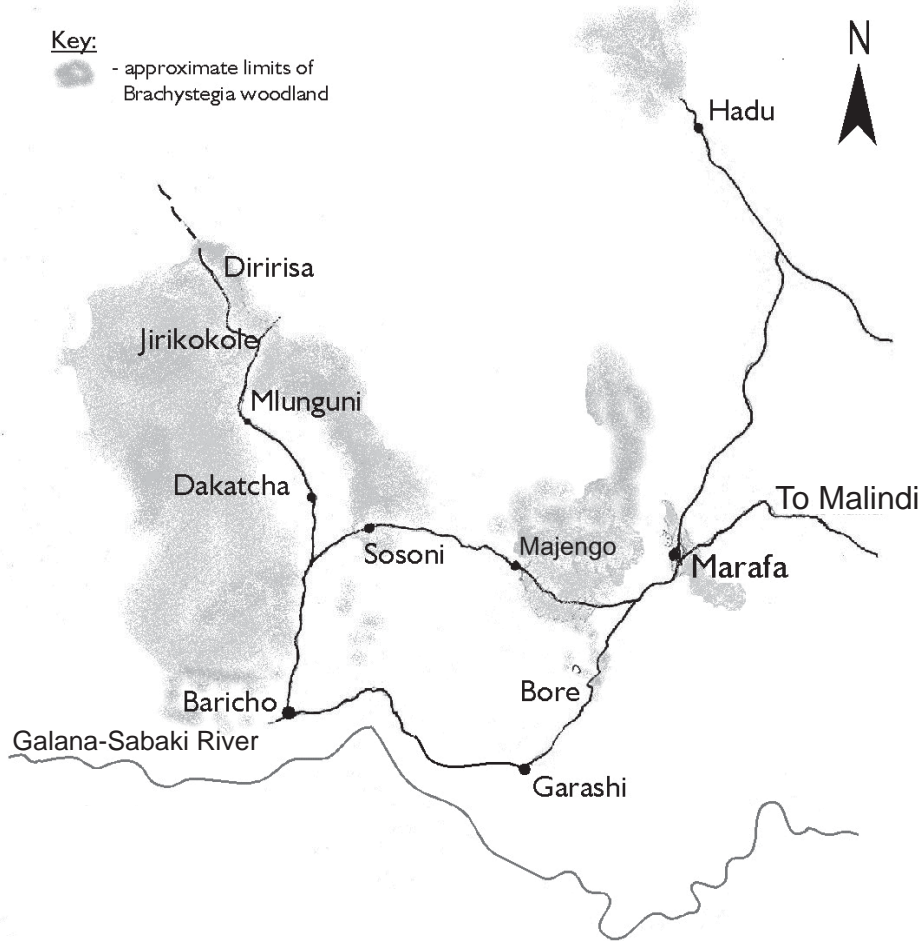 Key:
- approximate limits of
Brachystegia woodland
N
Hadu
Diririsa
Jirikokole
Mlunguni
Dakatcha
To Malindi
Sosoni
Majengo
Marafa
Bore
Baricho
Galana-Sabaki River
Garashi